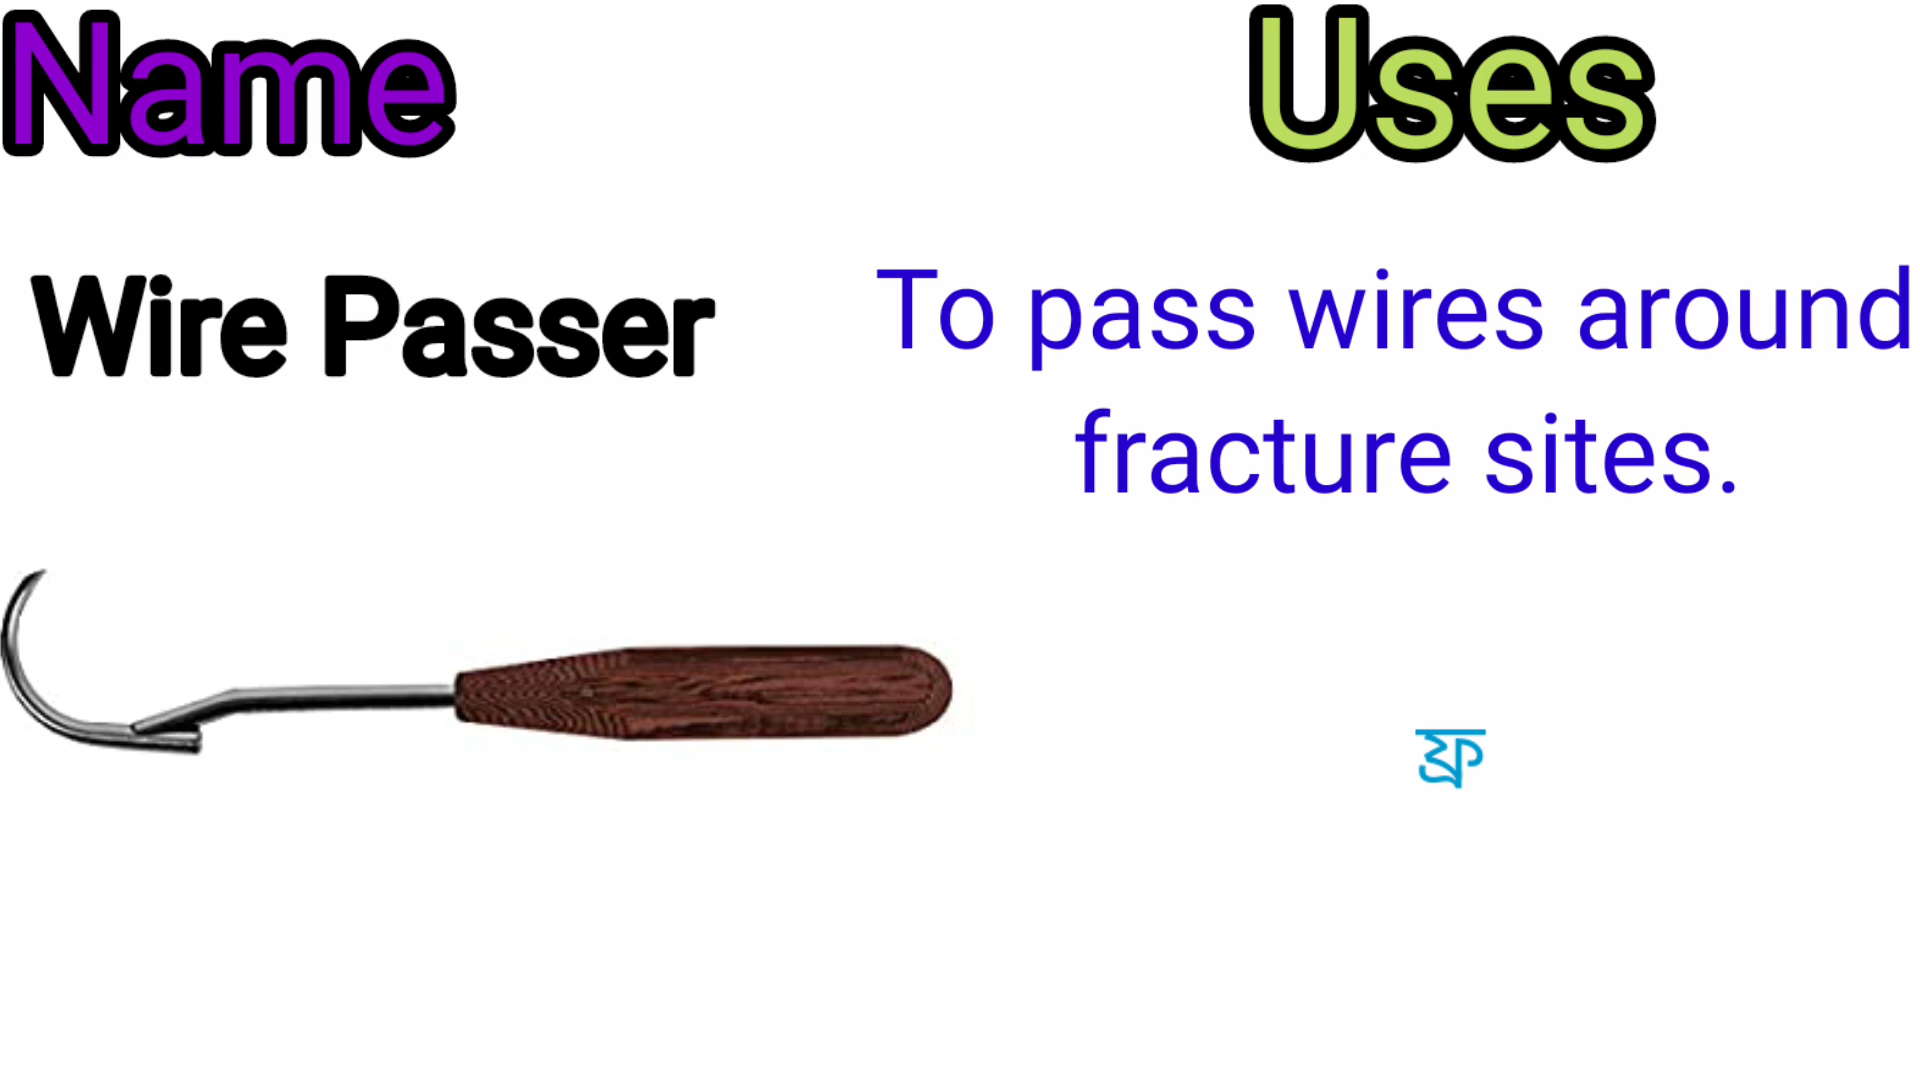 Name
Uses
Wire Passer
To pass wires around
fracture sites.
ফ্র